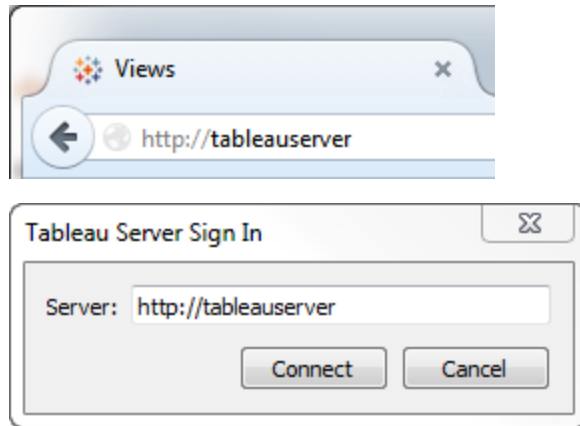 Views
http://tableauserver
Tableau Server Sign In
Server: http://tableauserver
Connect Cancel